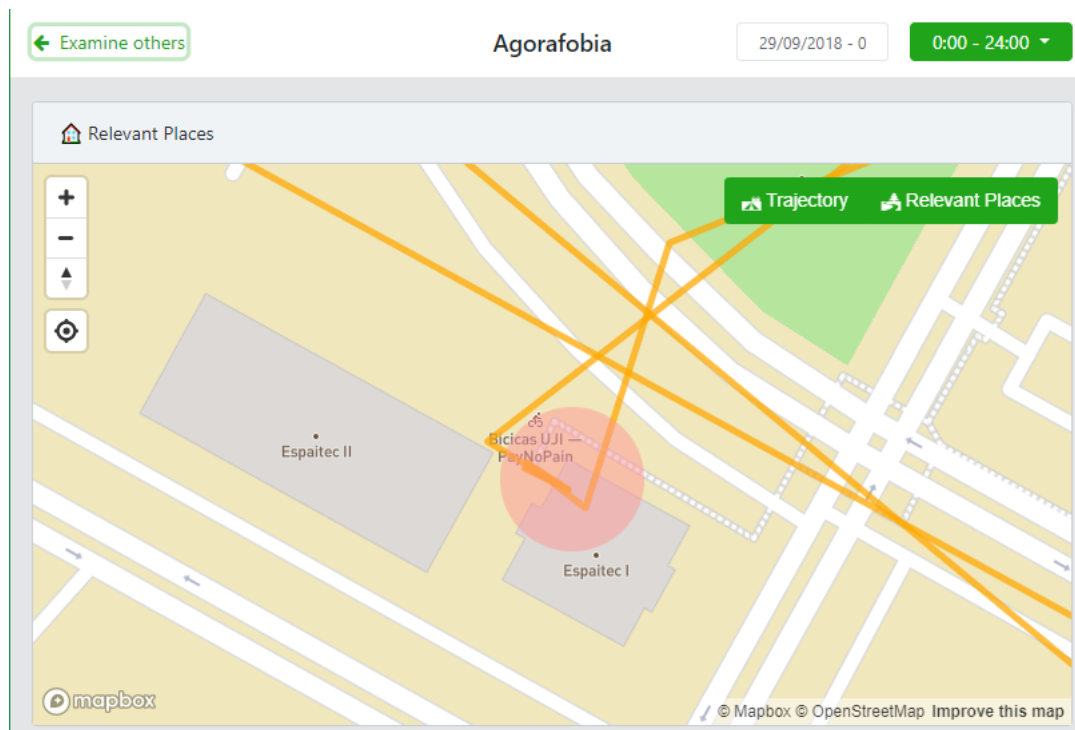 Examine others
Agorafobia
29/09/2018 - 0
0:00 - 24:00
Relevant Places
Trajectory
Relevant Places
Bicicas UJI —
PayNoPain
Espaitec II
Espaitec I
mapbox
© Mapbox © OpenStreetMap Improve this map